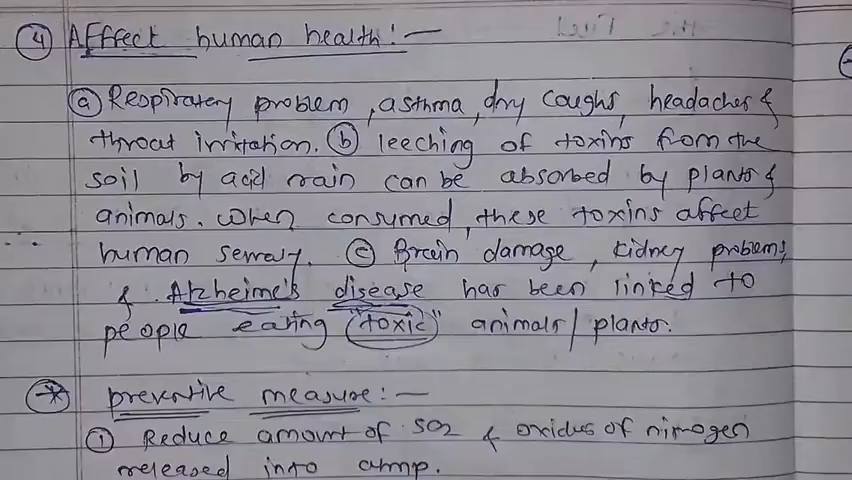 ④ Afffect human health:—
ⓐ Respiratory problem, asthma, dry coughs, headaches &
throat irritation. ⓑ leeching of toxins from the
soil by acid rain can be absorbed by plants &
animals. When consumed, these toxins affect
human servaly. ⓒ Brain damage, kidney problems,
& Alzheime's disease has been linked to
people eating "toxic" animals/plants.
* preventive measure:—
① Reduce amount of SO2 & oxides of nitrogen
released into atmp.